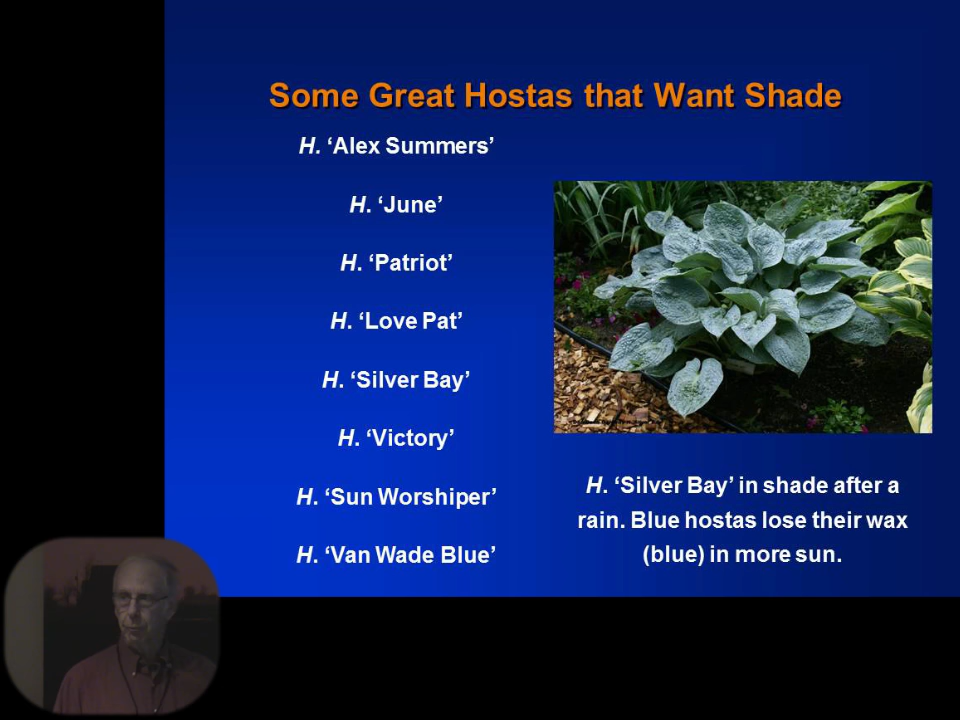 Some Great Hostas that Want Shade
H. ‘Alex Summers’
H. ‘June’
H. ‘Patriot’
H. ‘Love Pat’
H. ‘Silver Bay’
H. ‘Victory’
H. ‘Sun Worshiper’
H. ‘Van Wade Blue’
H. ‘Silver Bay’ in shade after a
rain. Blue hostas lose their wax
(blue) in more sun.